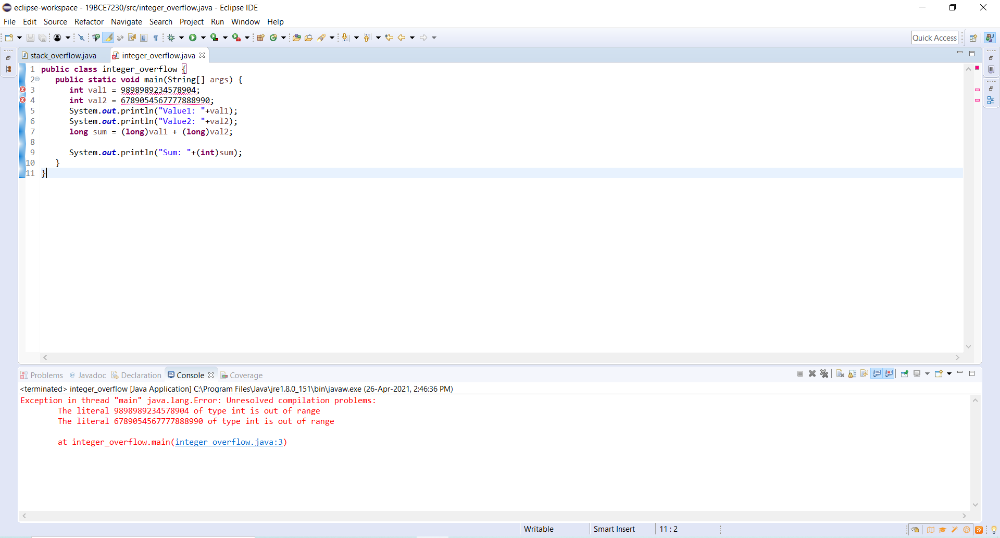 eclipse-workspace - 19BCE7230/src/integer_overflow.java - Eclipse IDE
File Edit Source Refactor Navigate Search Project Run Window Help
Quick Access
stack_overflow.java integer_overflow.java
1 public class integer_overflow {
2 public static void main(String[] args) {
3 int val1 = 9898989234578904;
4 int val2 = 6789054567777888990;
5 System.out.println("Value1: "+val1);
6 System.out.println("Value2: "+val2);
7 long sum = (long)val1 + (long)val2;
8
9 System.out.println("Sum: "+(int)sum);
10 }
11 }
Problems @ Javadoc Declaration Console Coverage
<terminated> integer_overflow [Java Application] C:\Program Files\Java\jre1.8.0_151\bin\javaw.exe (26-Apr-2021, 2:46:36 PM)
Exception in thread "main" java.lang.Error: Unresolved compilation problems:
The literal 9898989234578904 of type int is out of range
The literal 6789054567777888990 of type int is out of range
at integer_overflow.main(integer_overflow.java:3)
Writable Smart Insert 11 : 2